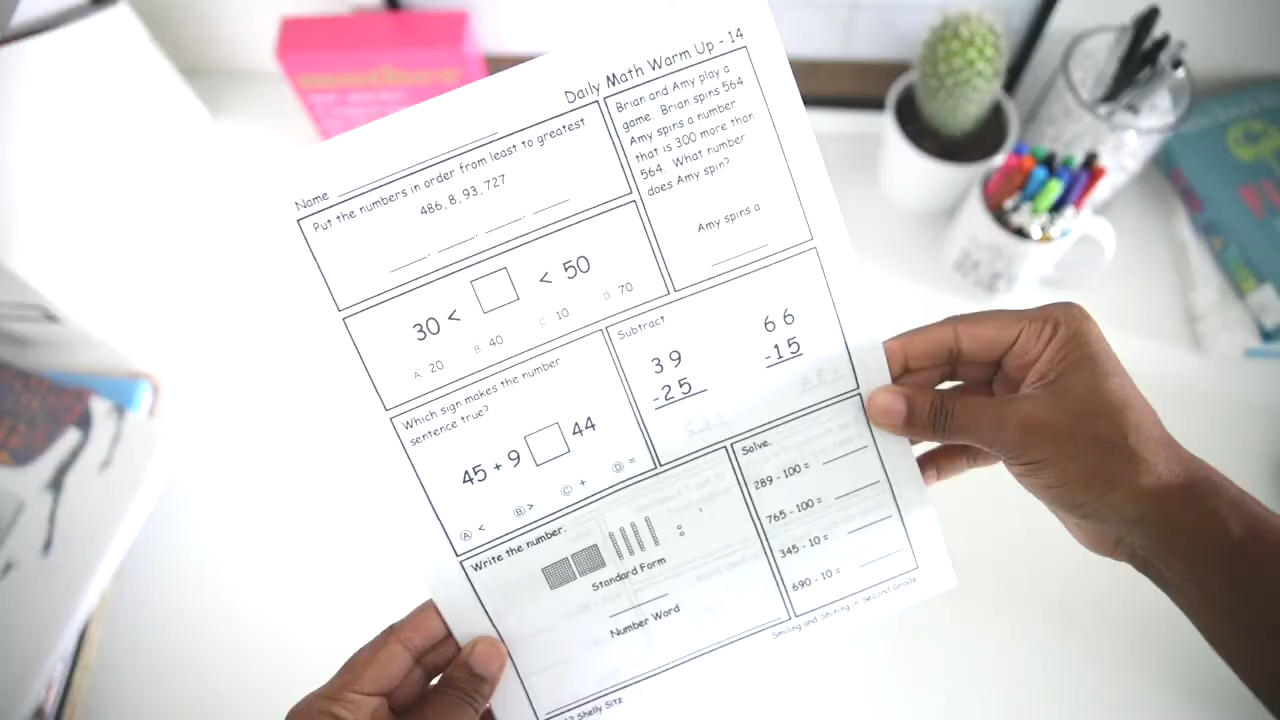 Daily Math Warm Up - 14
Name
Put the numbers in order from least to greatest
486, 8, 93, 727
Brian and Amy play a
game. Brian spins 564
Amy spins a number
that is 300 more than
564. What number
does Amy spin?
Amy spins a
30 < < 50
A. 20 B. 40 C. 10 D. 70
Subtract
39
-25
66
-15
Which sign makes the number
sentence true?
45 + 9 44
A < B > C + D =
Write the number.
Standard Form
Number Word
Solve.
289 - 100 =
765 - 100 =
345 - 10 =
690 - 10 =
Shelly Sitz
Smiling and Shining in Second Grade